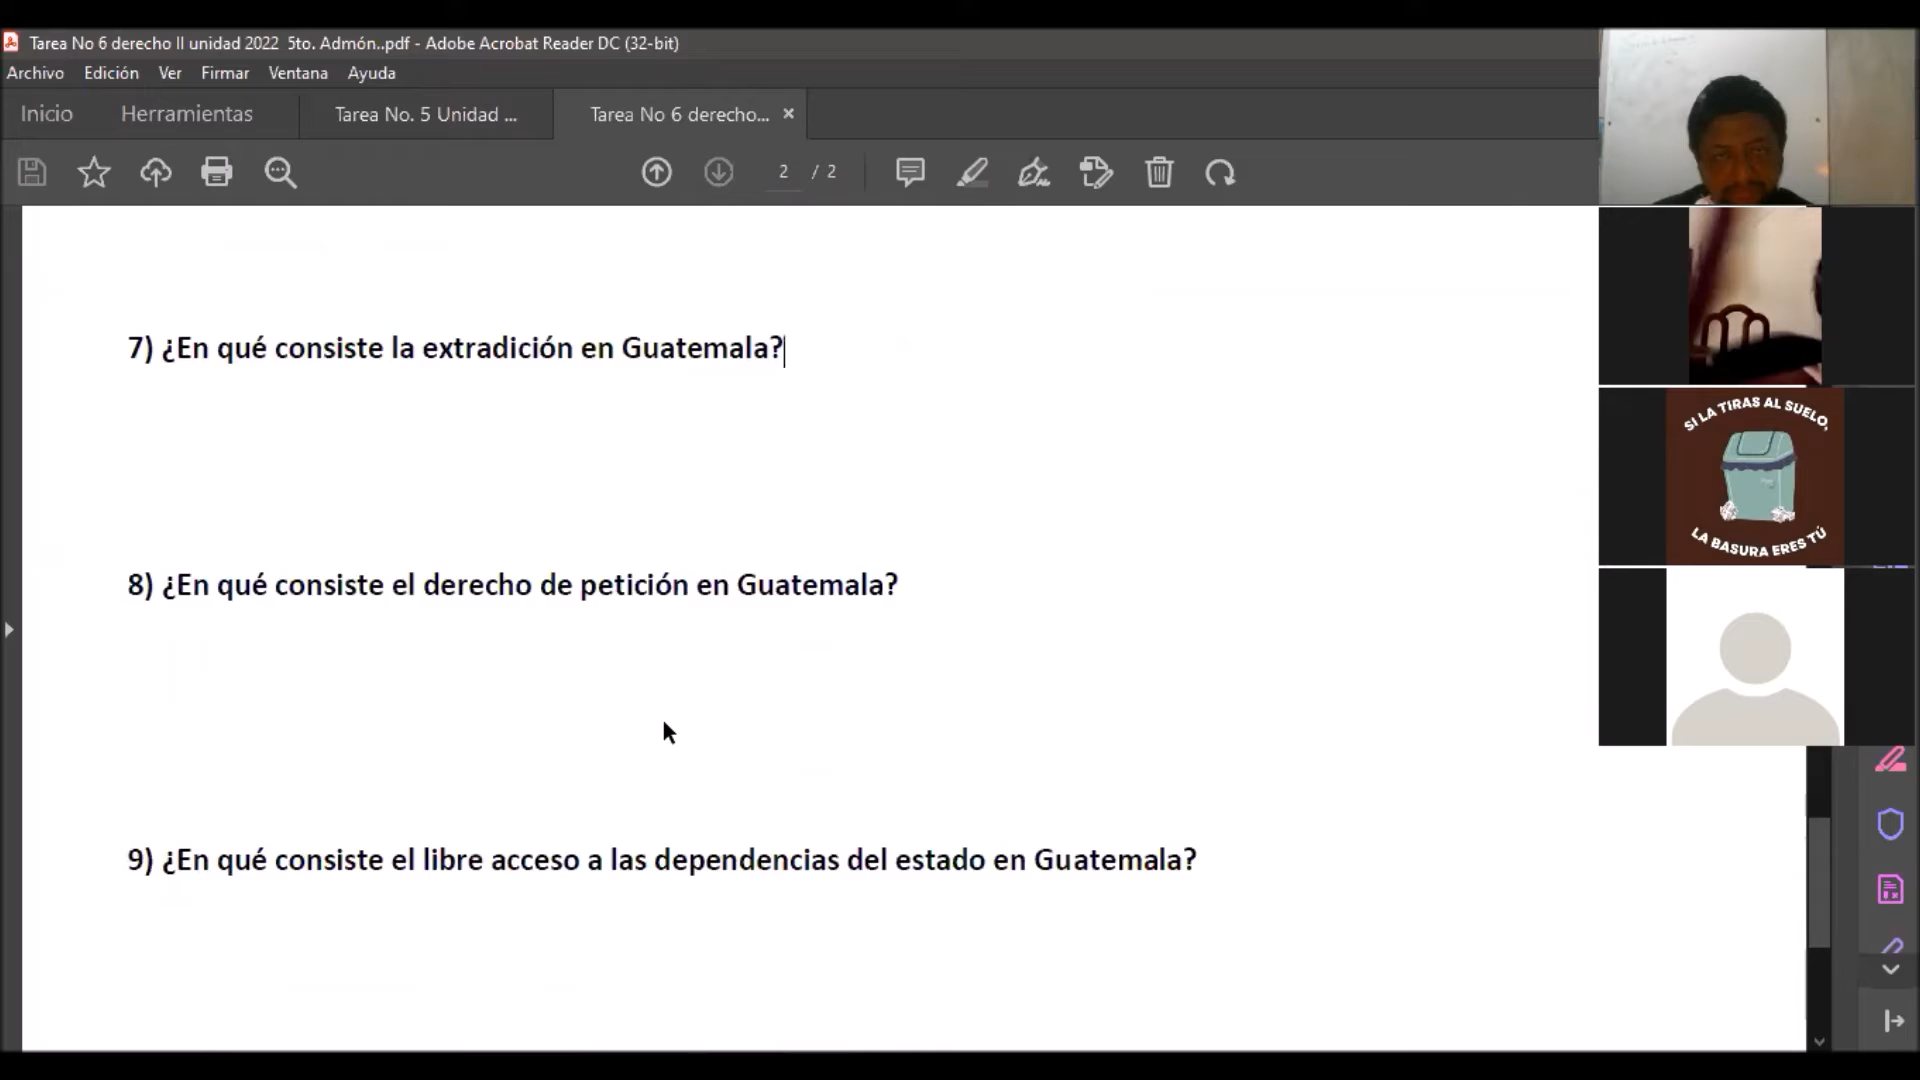 Tarea No 6 derecho II unidad 2022 5to. Admón..pdf - Adobe Acrobat Reader DC (32-bit)
Archivo Edición Ver Firmar Ventana Ayuda
Inicio Herramientas Tarea No. 5 Unidad ... Tarea No 6 derecho... ×
2 / 2
7) ¿En qué consiste la extradición en Guatemala?
SI LA TIRAS AL SUELO,
LA BASURA ERES TÚ
8) ¿En qué consiste el derecho de petición en Guatemala?
9) ¿En qué consiste el libre acceso a las dependencias del estado en Guatemala?